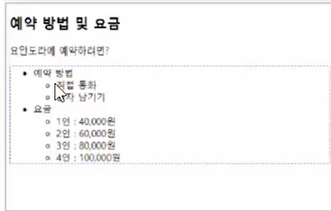 예약 방법 및 요금
요안도라에 예약하려면?
예약 방법
직접 통화
남기기
요금
1인 : 40,000원
2인 : 60,000원
3인 : 80,000원
4인 : 100,000원